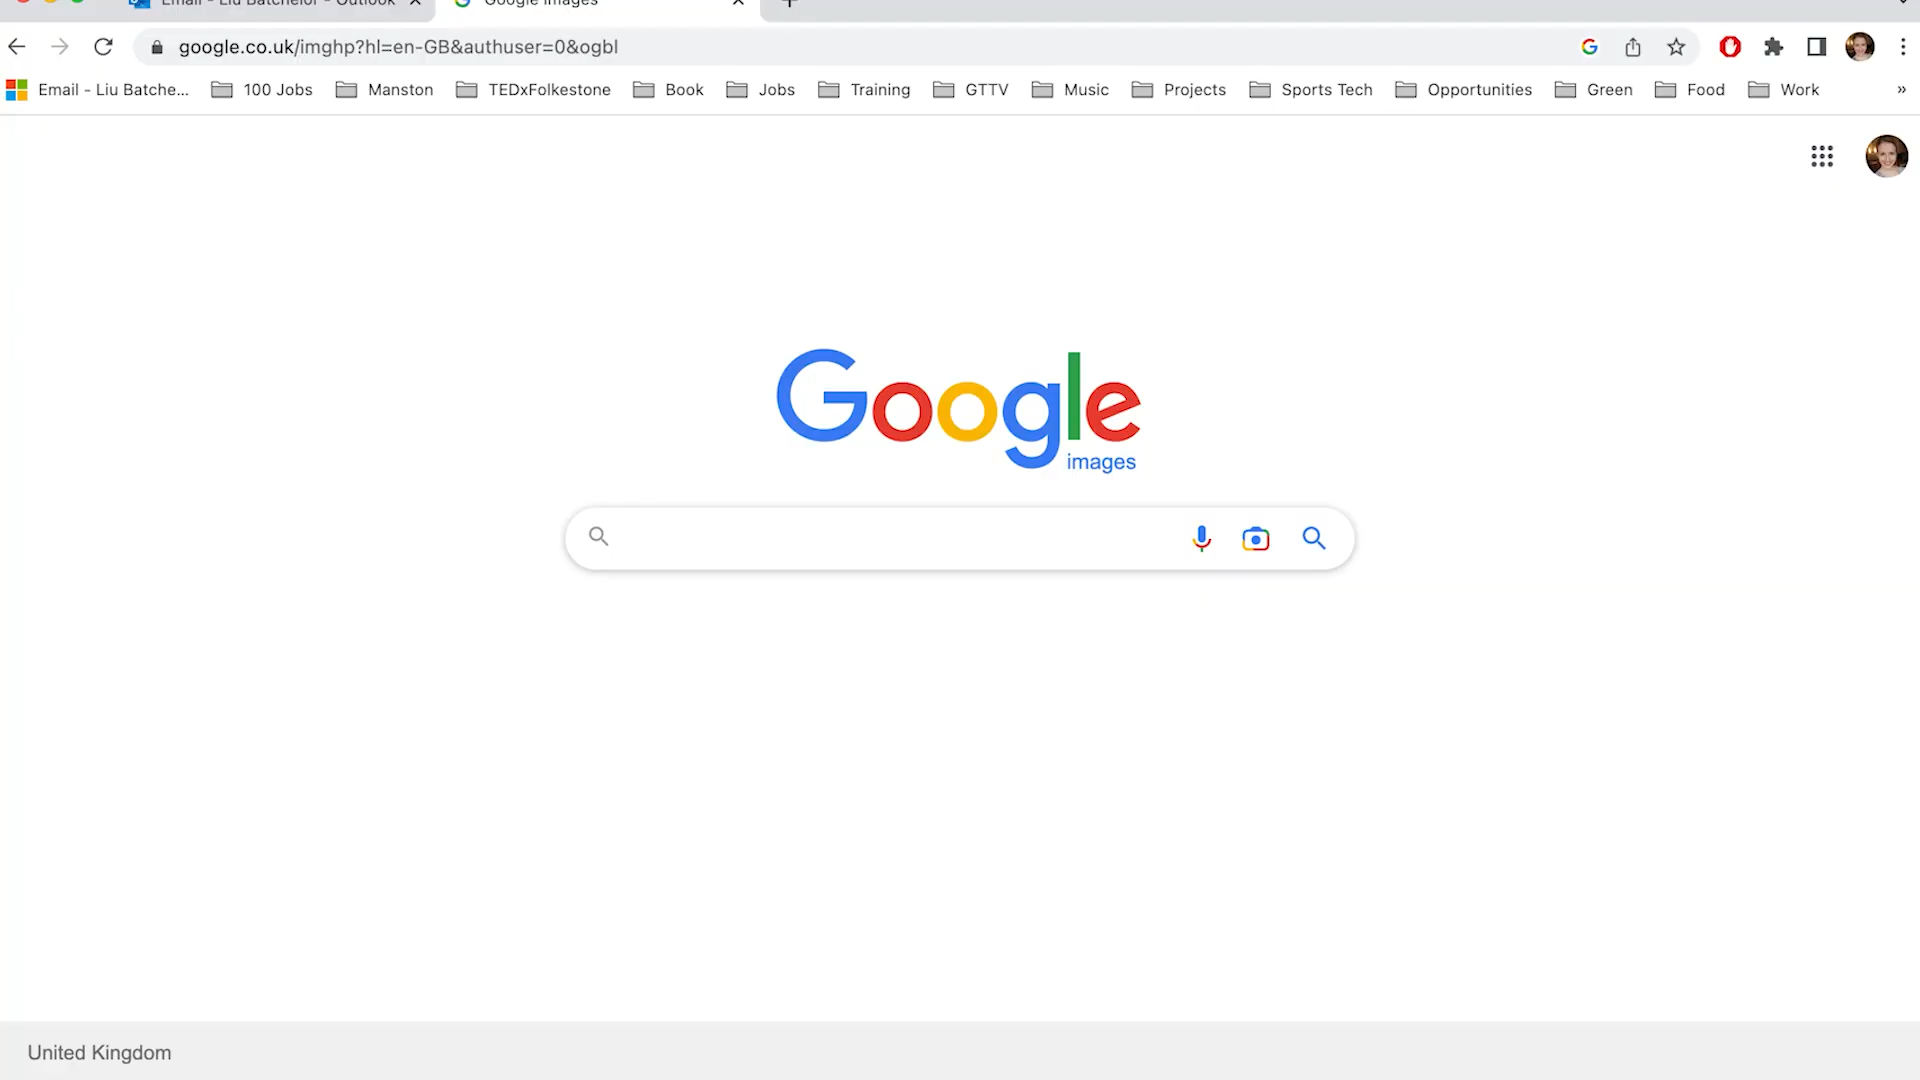 Email - Liu Batchelor - Outlook
Google Images
google.co.uk/imghp?hl=en-GB&authuser=0&ogbl
Email - Liu Batche... 100 Jobs Manston TEDxFolkestone Book Jobs Training GTTV Music Projects Sports Tech Opportunities Green Food Work »
Google
images
United Kingdom